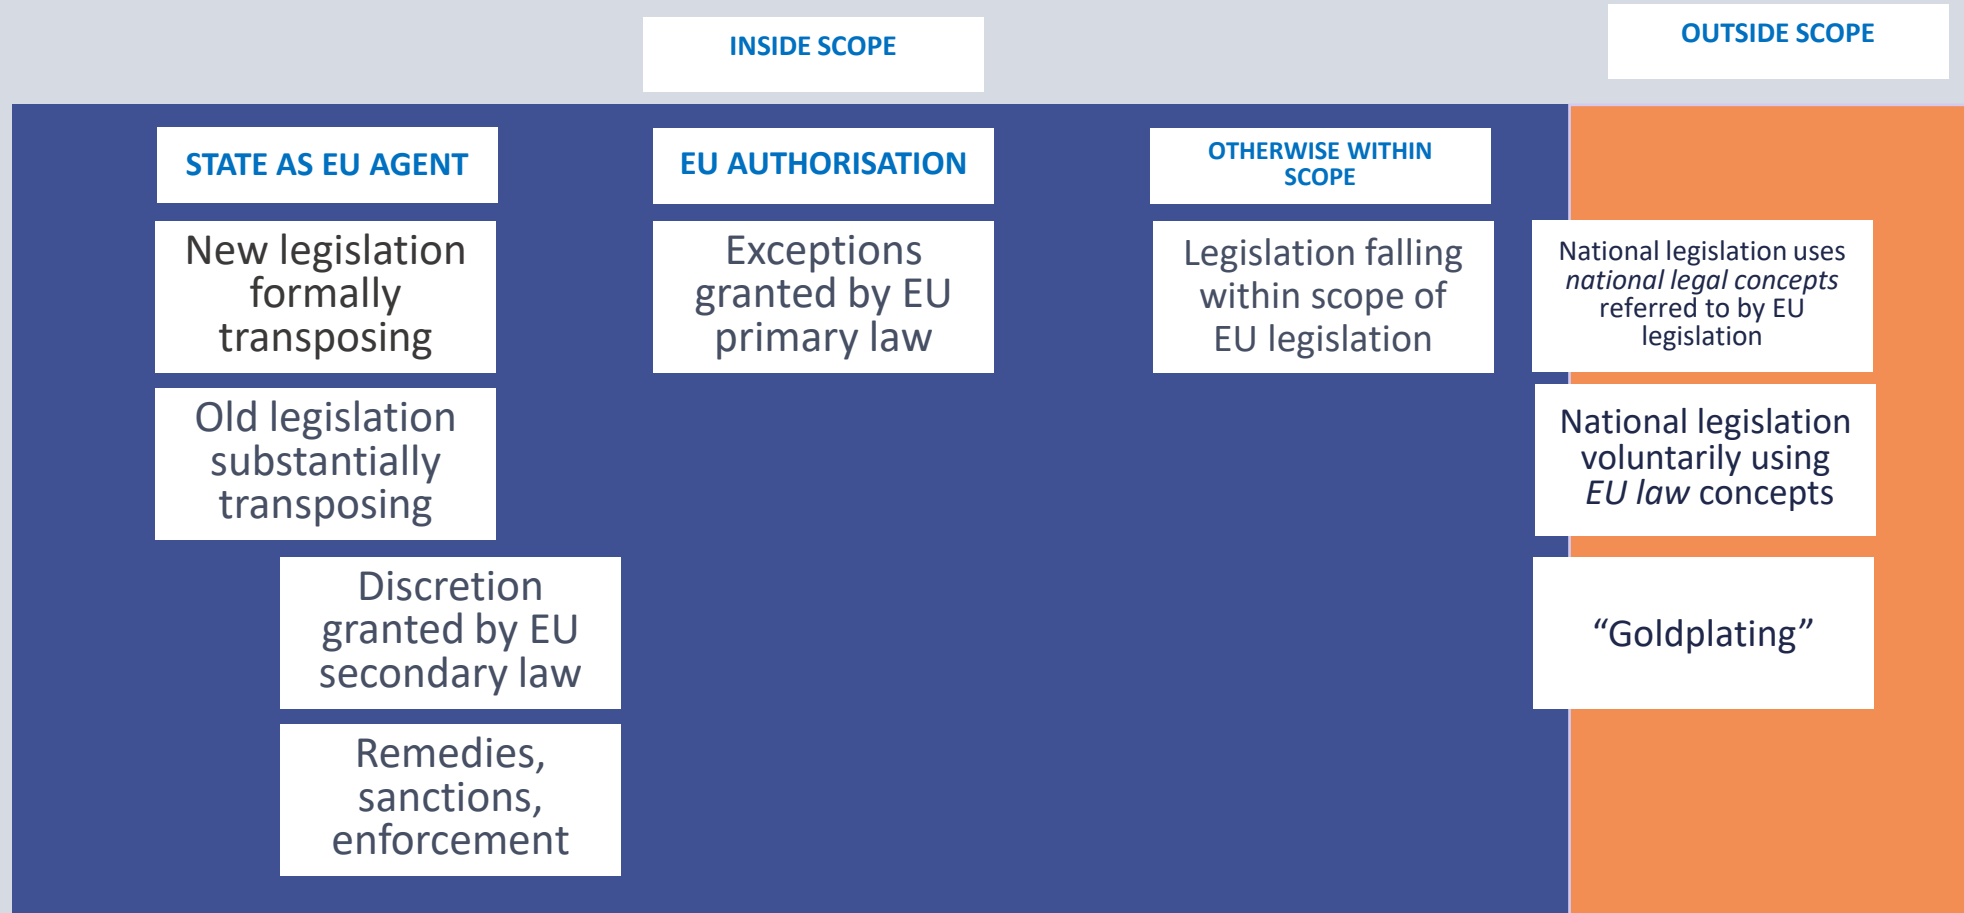 INSIDE SCOPE
OUTSIDE SCOPE
STATE AS EU AGENT
EU AUTHORISATION
OTHERWISE WITHIN
SCOPE
New legislation
formally
transposing
Exceptions
granted by EU
primary law
Legislation falling
within scope of
EU legislation
National legislation uses
national legal concepts
referred to by EU
legislation
Old legislation
substantially
transposing
National legislation
voluntarily using
EU law concepts
Discretion
granted by EU
secondary law
“Goldplating”
Remedies,
sanctions,
enforcement